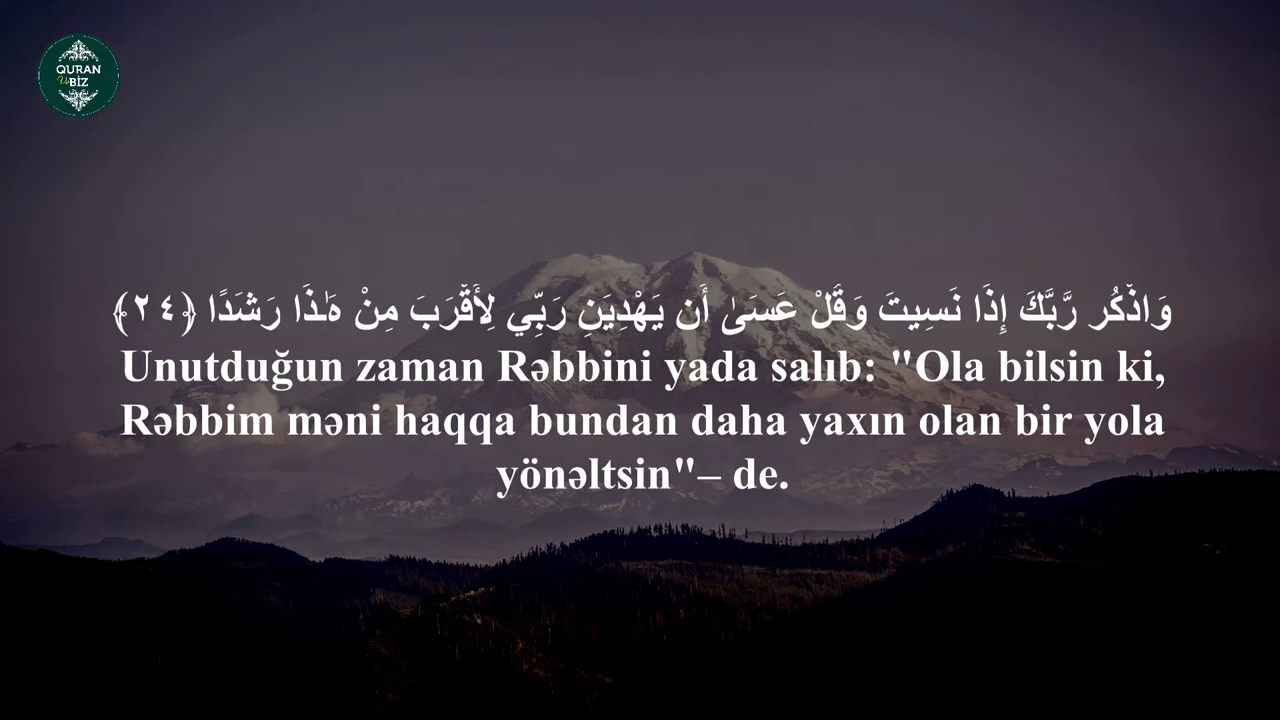 QURAN
Və BİZ
وَاذْكُر رَّبَّكَ إِذَا نَسِيتَ وَقُلْ عَسَىٰ أَن يَهْدِيَنِ رَبِّي لِأَقْرَبَ مِنْ هَـٰذَا رَشَدًا ﴿٢٤﴾
Unutduğun zaman Rəbbini yada salıb: "Ola bilsin ki,
Rəbbim məni haqqa bundan daha yaxın olan bir yola
yönəltsin"– de.